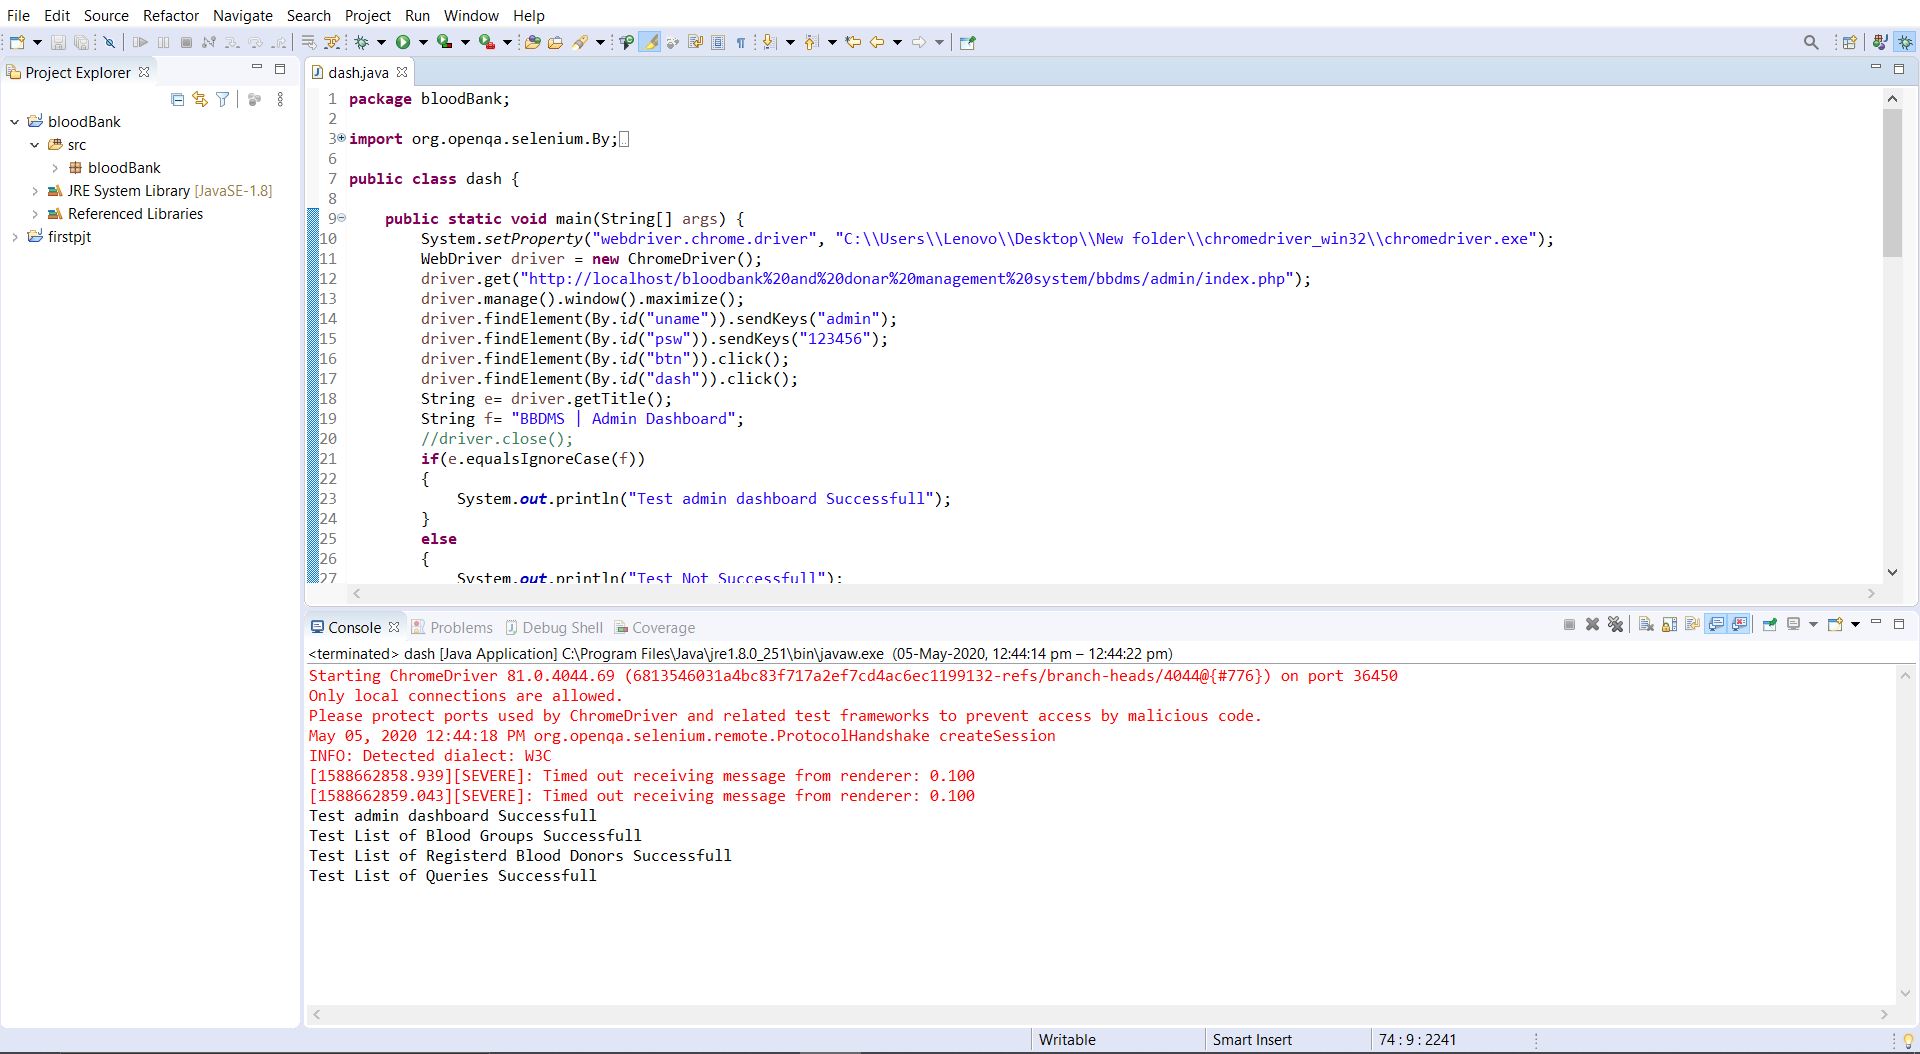 File Edit Source Refactor Navigate Search Project Run Window Help
Project Explorer
bloodBank
src
bloodBank
JRE System Library [JavaSE-1.8]
Referenced Libraries
firstpjt
dash.java
1 package bloodBank;
2
3 import org.openqa.selenium.By;
6
7 public class dash {
8
9 public static void main(String[] args) {
10 System.setProperty("webdriver.chrome.driver", "C:\\Users\\Lenovo\\Desktop\\New folder\\chromedriver_win32\\chromedriver.exe");
11 WebDriver driver = new ChromeDriver();
12 driver.get("http://localhost/bloodbank%20and%20donar%20management%20system/bbdms/admin/index.php");
13 driver.manage().window().maximize();
14 driver.findElement(By.id("uname")).sendKeys("admin");
15 driver.findElement(By.id("psw")).sendKeys("123456");
16 driver.findElement(By.id("btn")).click();
17 driver.findElement(By.id("dash")).click();
18 String e= driver.getTitle();
19 String f= "BBDMS | Admin Dashboard";
20 //driver.close();
21 if(e.equalsIgnoreCase(f))
22 {
23 System.out.println("Test admin dashboard Successfull");
24 }
25 else
26 {
27 System.out.println("Test Not Successfull");
Console Problems Debug Shell Coverage
<terminated> dash [Java Application] C:\Program Files\Java\jre1.8.0_251\bin\javaw.exe (05-May-2020, 12:44:14 pm – 12:44:22 pm)
Starting ChromeDriver 81.0.4044.69 (6813546031a4bc83f717a2ef7cd4ac6ec1199132-refs/branch-heads/4044@{#776}) on port 36450
Only local connections are allowed.
Please protect ports used by ChromeDriver and related test frameworks to prevent access by malicious code.
May 05, 2020 12:44:18 PM org.openqa.selenium.remote.ProtocolHandshake createSession
INFO: Detected dialect: W3C
[1588662858.939][SEVERE]: Timed out receiving message from renderer: 0.100
[1588662859.043][SEVERE]: Timed out receiving message from renderer: 0.100
Test admin dashboard Successfull
Test List of Blood Groups Successfull
Test List of Registerd Blood Donors Successfull
Test List of Queries Successfull
Writable Smart Insert 74 : 9 : 2241